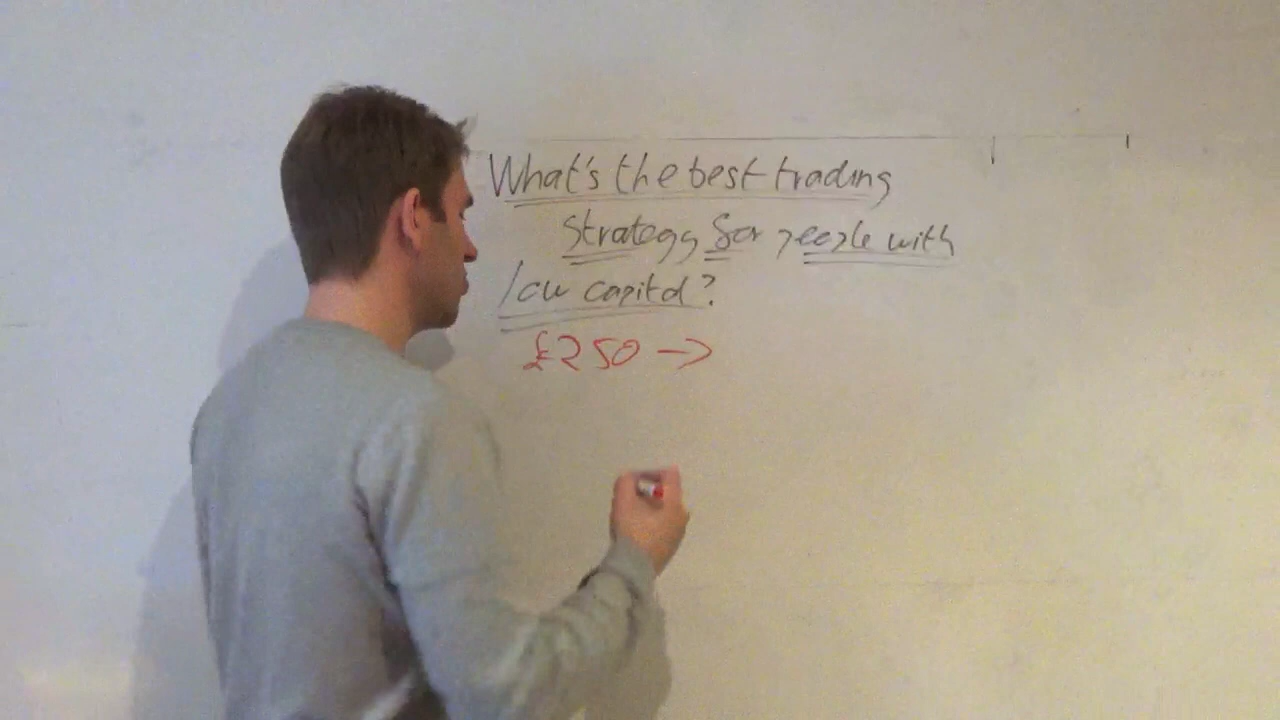 What's the best trading
strategy for people with
low capital?
£250 →